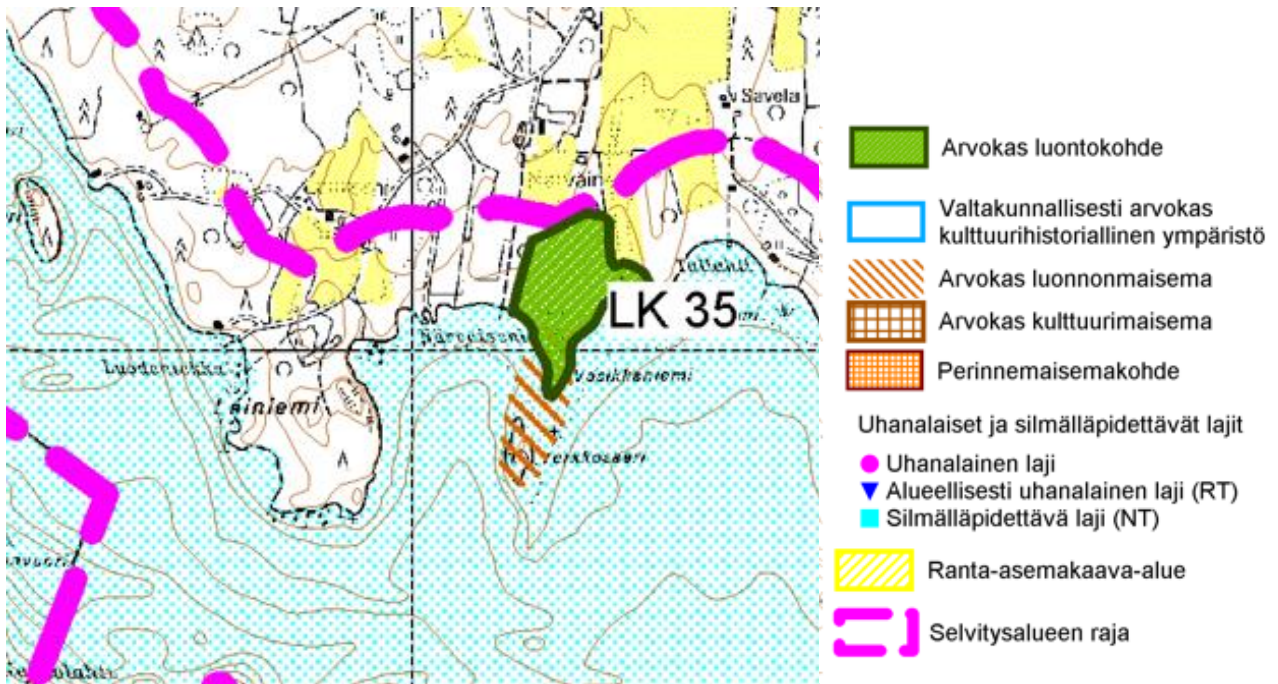 Savela
LK 35
Vasikkaniemi
Arvokas luontokohde
Valtakunnallisesti arvokas
kulttuurihistoriallinen ympäristö
Arvokas luonnonmaisema
Arvokas kulttuurimaisema
Perinnemaisemakohde
Uhanalaiset ja silmälläpidettävät lajit
Uhanalainen laji
Alueellisesti uhanalainen laji (RT)
Silmälläpidettävä laji (NT)
Ranta-asemakaava-alue
Selvitysalueen raja